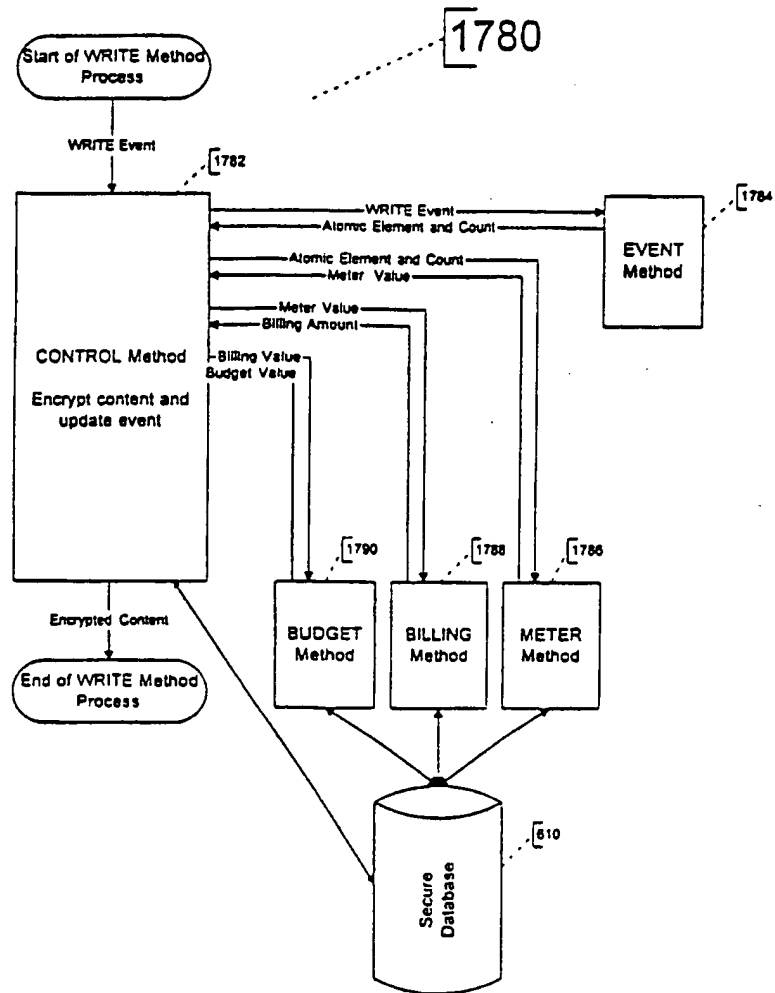 1780
Start of WRITE Method
Process
WRITE Event
1782
1784
WRITE Event
Atomic Element and Count
EVENT
Method
Atomic Element and Count
Meter Value
Meter Value
Billing Amount
CONTROL Method
Encrypt content and
update event
Billing Value
Budget Value
1790
1788
1786
Encrypted Content
BUDGET
Method
BILLING
Method
METER
Method
End of WRITE Method
Process
610
Secure
Database